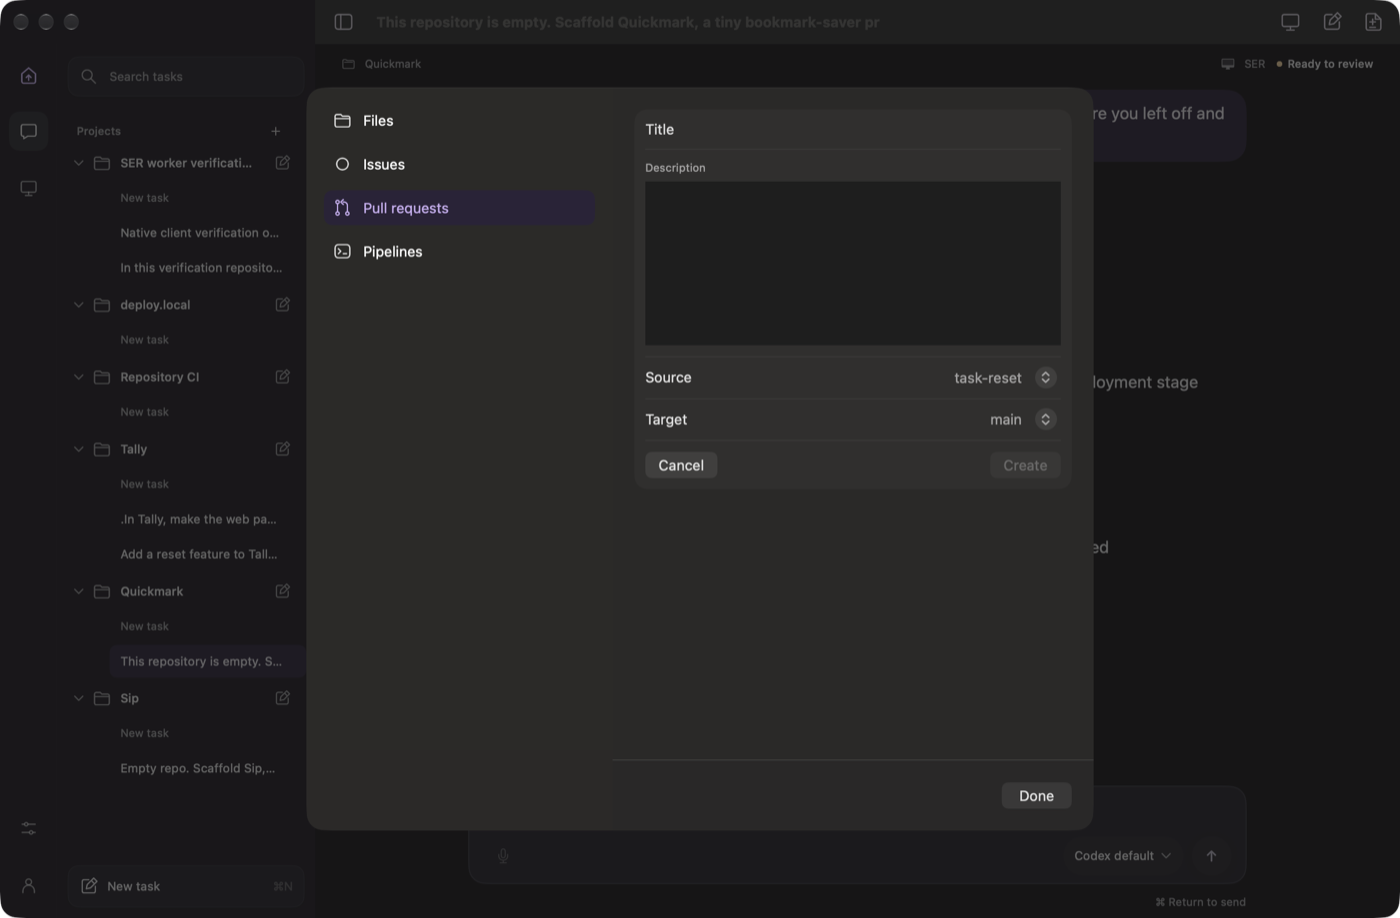 This repository is empty. Scaffold Quickmark, a tiny bookmark-saver pr
Search tasks
Quickmark
SER
Ready to review
Projects
SER worker verificati...
New task
Native client verification o...
In this verification reposito...
deploy.local
New task
Repository CI
New task
Tally
New task
.In Tally, make the web pa...
Add a reset feature to Tall...
Quickmark
New task
This repository is empty. S...
Sip
New task
Empty repo. Scaffold Sip,...
New task
⌘N
Files
Issues
Pull requests
Pipelines
Title
Description
Source
task-reset
Target
main
Cancel
Create
Done
re you left off and
loyment stage
ed
Codex default
⌘ Return to send